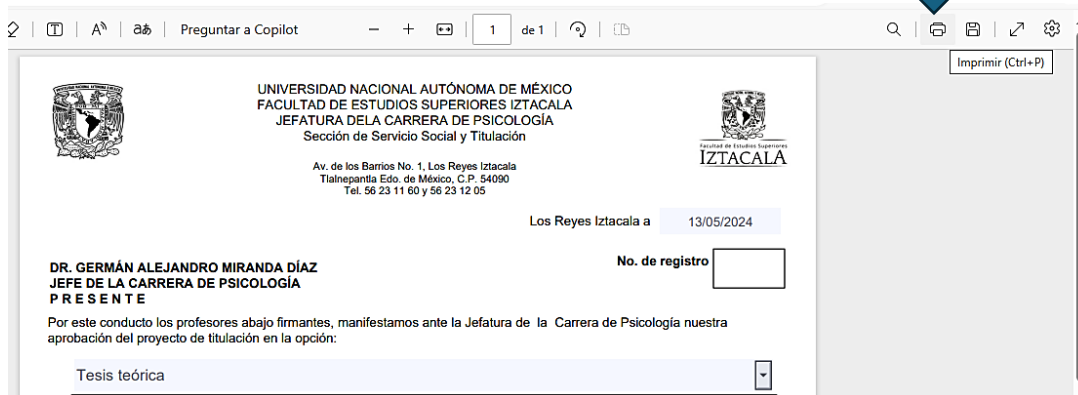 Preguntar a Copilot
1 de 1
Imprimir (Ctrl+P)
UNIVERSIDAD NACIONAL AUTÓNOMA DE MÉXICO
FACULTAD DE ESTUDIOS SUPERIORES IZTACALA
JEFATURA DELA CARRERA DE PSICOLOGÍA
Sección de Servicio Social y Titulación
Facultad de Estudios Superiores
IZTACALA
Av. de los Barrios No. 1, Los Reyes Iztacala
Tlalnepantla Edo. de México, C.P. 54090
Tel. 56 23 11 60 y 56 23 12 05
Los Reyes Iztacala a 13/05/2024
No. de registro
DR. GERMÁN ALEJANDRO MIRANDA DÍAZ
JEFE DE LA CARRERA DE PSICOLOGÍA
P R E S E N T E
Por este conducto los profesores abajo firmantes, manifestamos ante la Jefatura de la Carrera de Psicología nuestra
aprobación del proyecto de titulación en la opción:
Tesis teórica